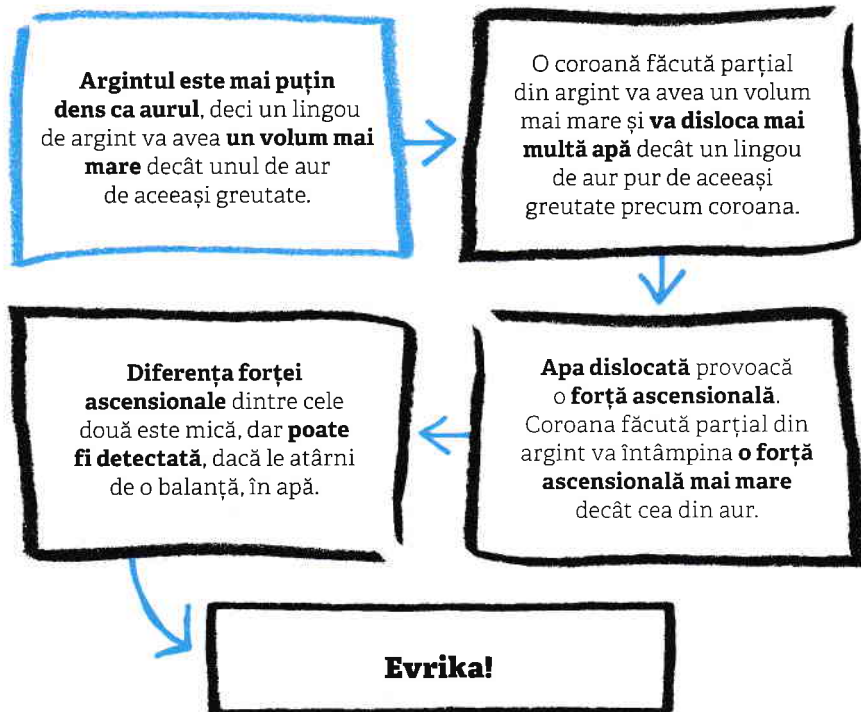 Argintul este mai puțin
dens ca aurul, deci un lingou
de argint va avea un volum mai
mare decât unul de aur
de aceeași greutate.
O coroană făcută parțial
din argint va avea un volum
mai mare și va disloca mai
multă apă decât un lingou
de aur pur de aceeași
greutate precum coroana.
Apa dislocată provoacă
o forță ascensională.
Coroana făcută parțial din
argint va întâmpina o forță
ascensională mai mare
decât cea din aur.
Diferența forței
ascensionale dintre cele
două este mică, dar poate
fi detectată, dacă le atârni
de o balanță, în apă.
Evrika!